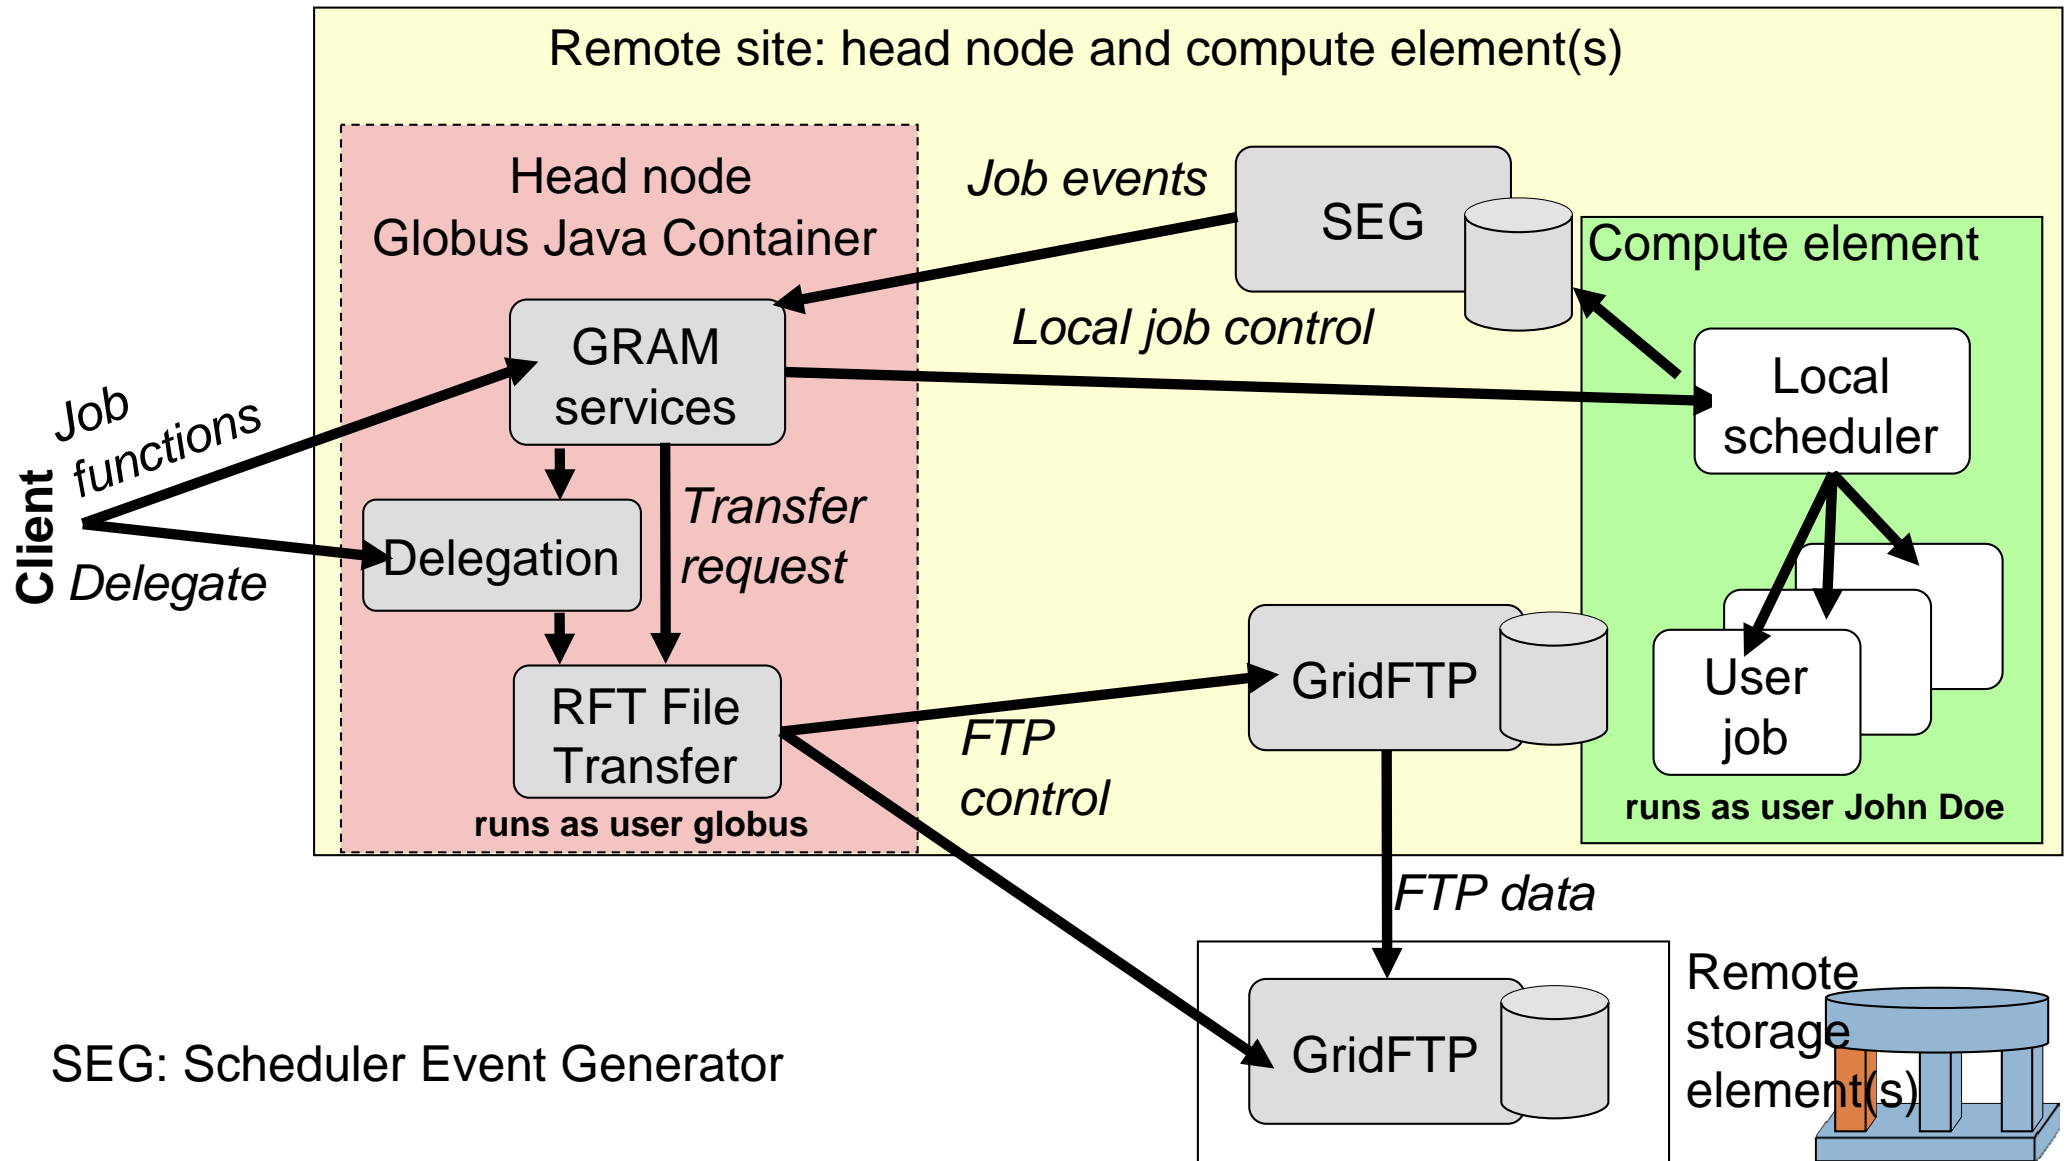 Remote site: head node and compute element(s)
Head node
Globus Java Container
Job events
SEG
Compute element
GRAM
services
Local job control
Local
scheduler
Job
functions
Client
Delegate
Delegation
Transfer
request
RFT File
Transfer
runs as user globus
FTP
control
GridFTP
User
job
runs as user John Doe
FTP data
GridFTP
Remote
storage
element(s)
SEG: Scheduler Event Generator